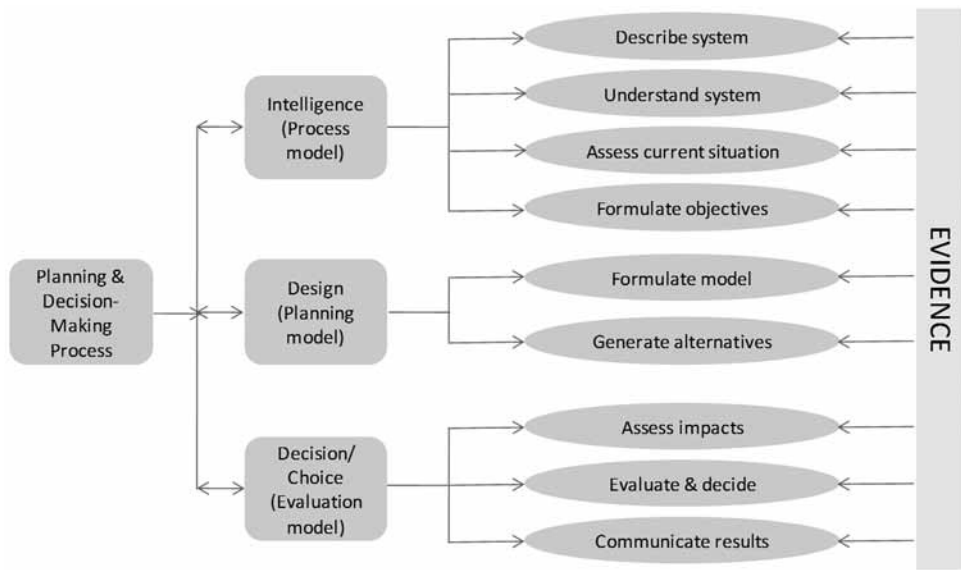 Planning &
Decision-
Making
Process
Intelligence
(Process
model)
Design
(Planning
model)
Decision/
Choice
(Evaluation
model)
Describe system
Understand system
Assess current situation
Formulate objectives
Formulate model
Generate alternatives
Assess impacts
Evaluate & decide
Communicate results
EVIDENCE